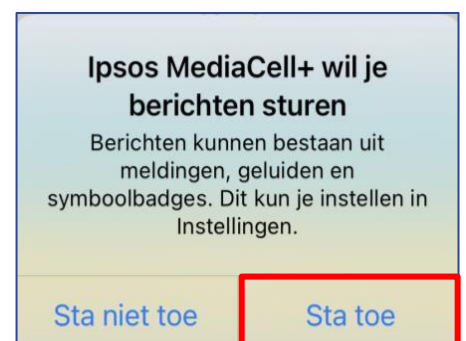 Ipsos MediaCell+ wil je
berichten sturen
Berichten kunnen bestaan uit
meldingen, geluiden en
symboolbadges. Dit kun je instellen in
Instellingen.
Sta niet toe
Sta toe